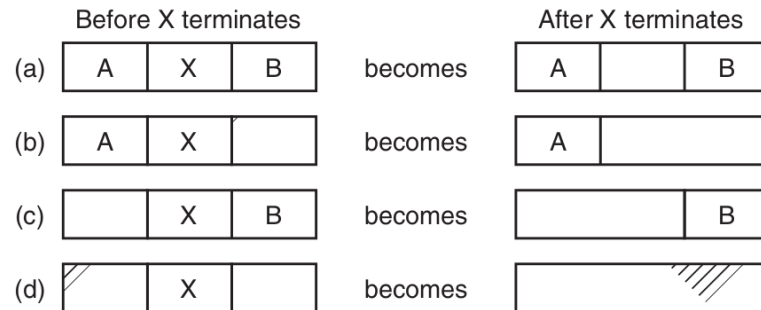 Before X terminates After X terminates
(a) A X B becomes A B
(b) A X becomes A
(c) X B becomes B
(d) X becomes